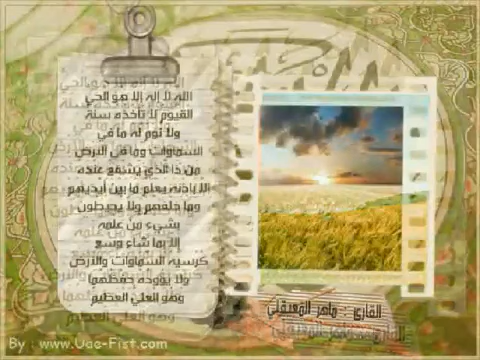 الله لا إله إلا هو الحي
القيوم لا تأخذه سنة
ولا نوم له ما في
السماوات وما في الأرض
من ذا الذي يشفع عنده
إلا بإذنه يعلم ما بين أيديهم
وما خلفهم ولا يحيطون
بشيء من علمه
إلا بما شاء وسع
كرسيه السماوات والأرض
ولا يؤوده حفظهما
وهو العلي العظيم
القارئ : ماهر المعيقلي
By : www.Uae-Fist.com